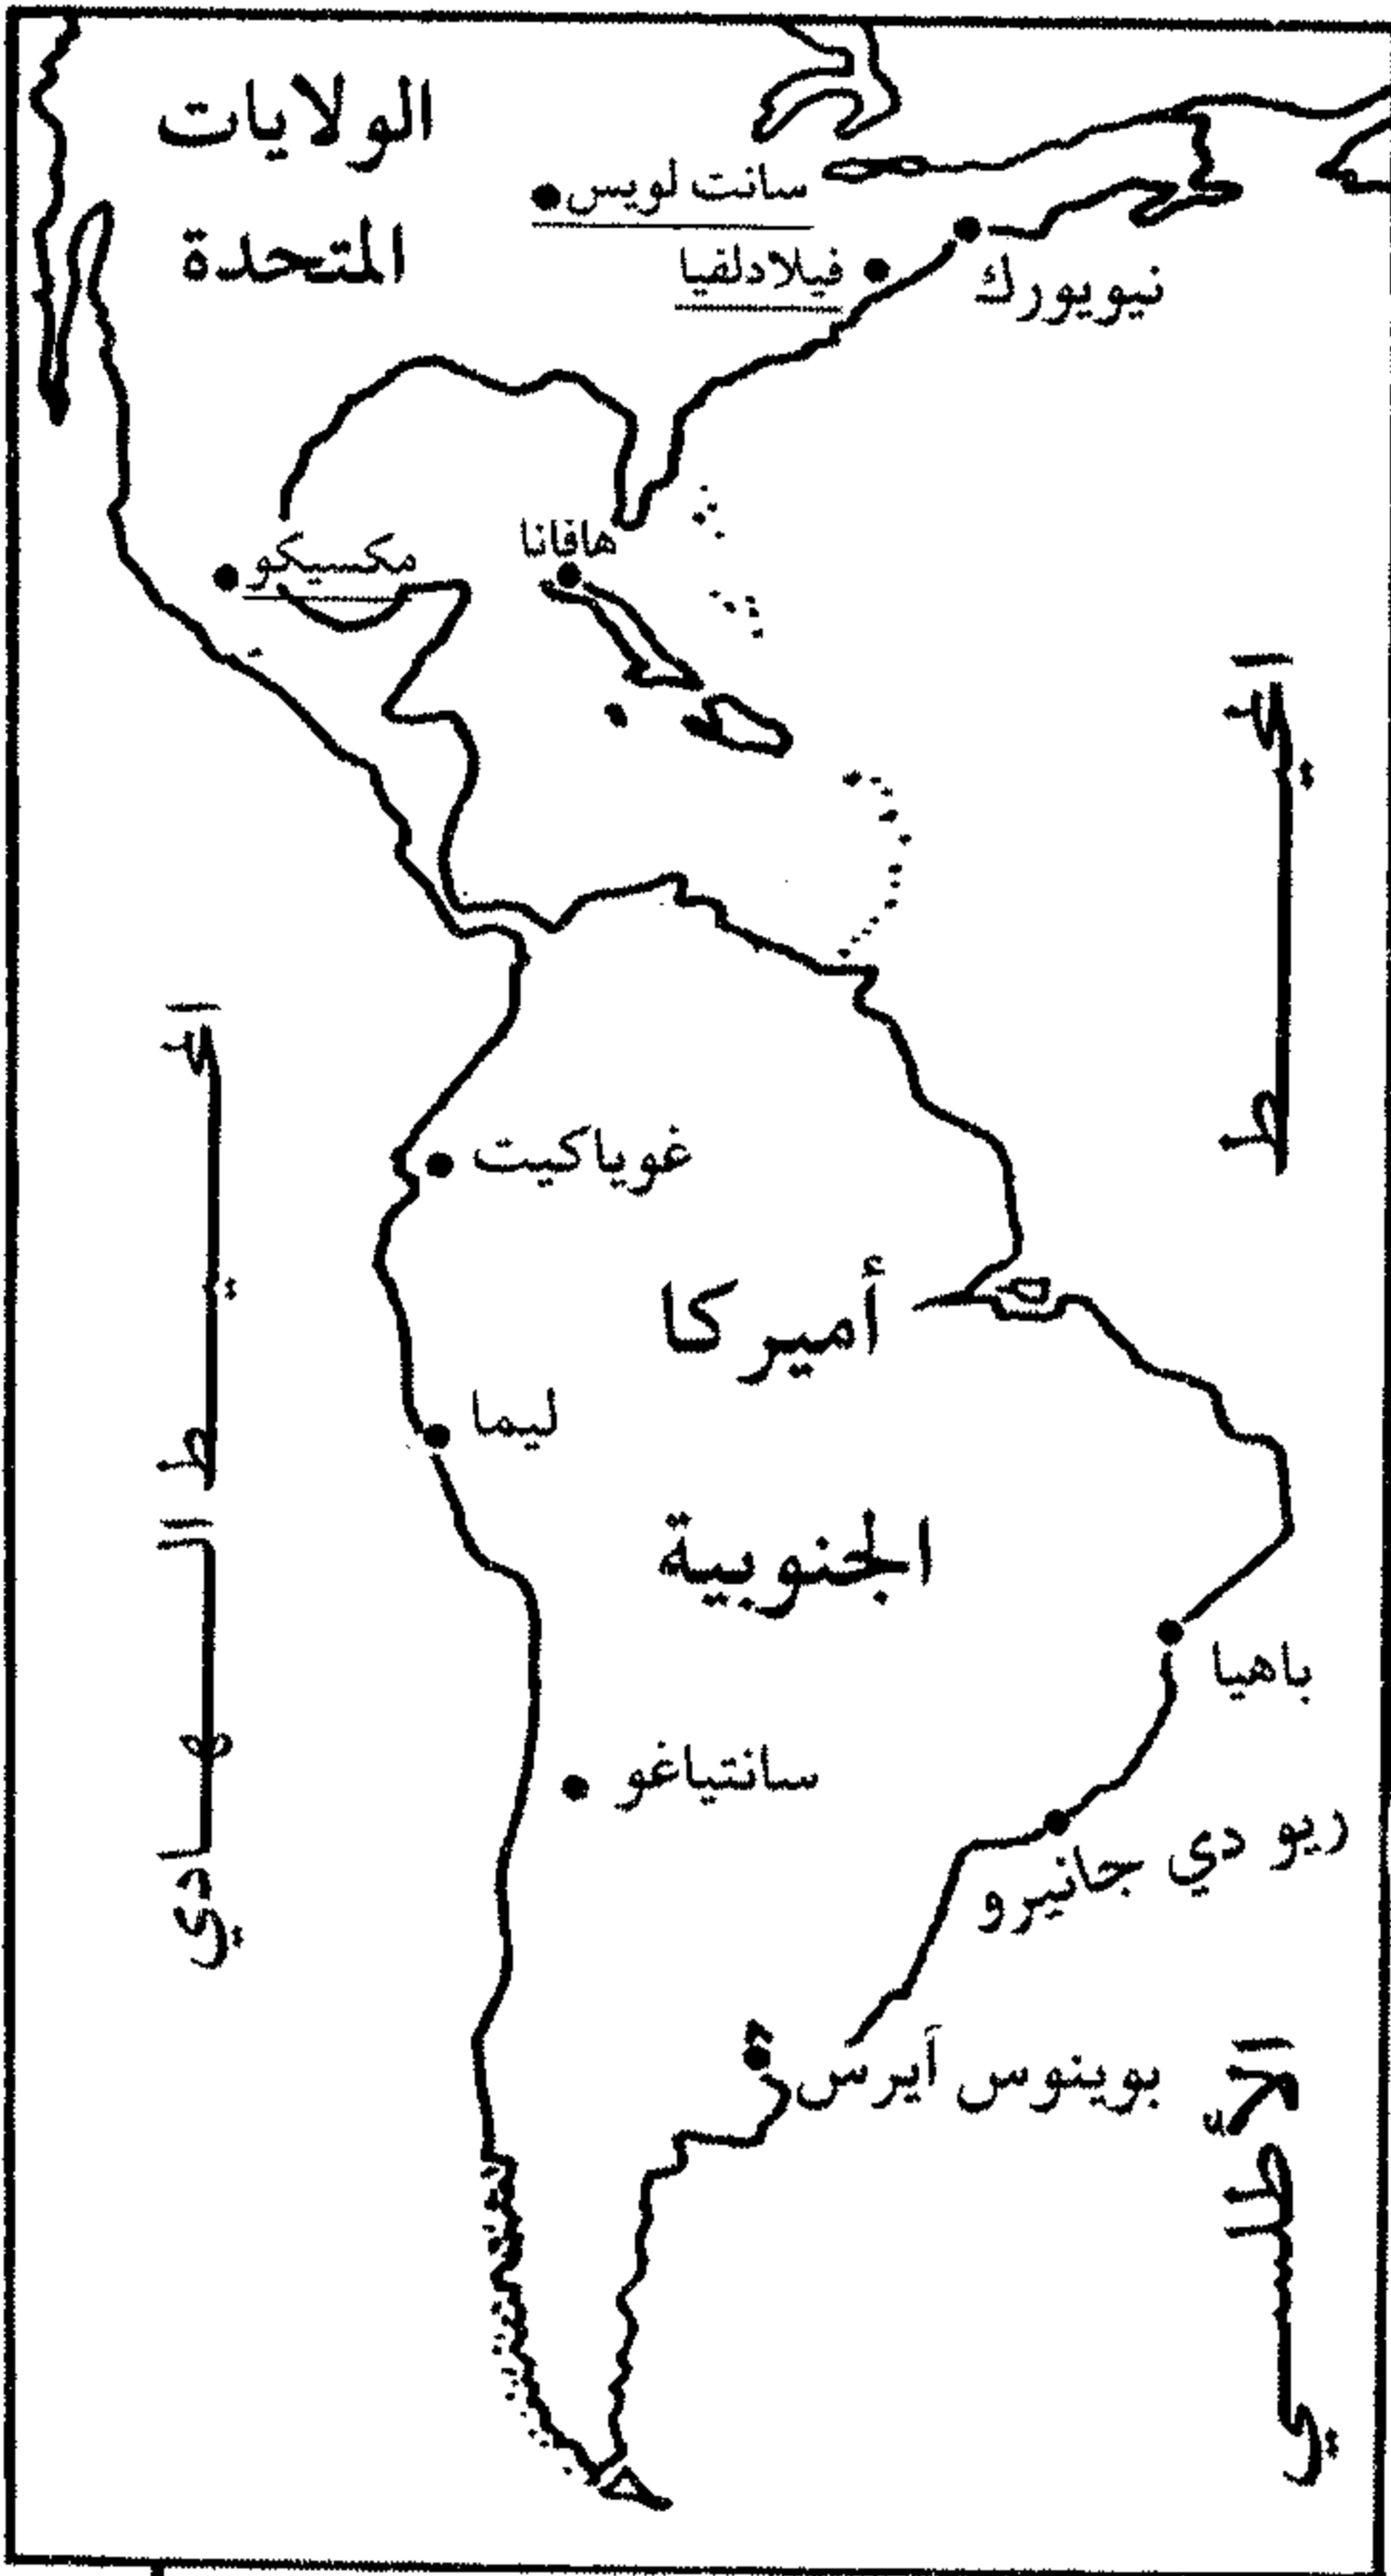 الولايات
المتحدة
سانت لويس
فيلادلفيا
نيويورك
مكسيكو
هافانا
المحيط
الأطلسي
المحيط
الهادي
غوياكيت
أميركا
الجنوبية
ليما
باهيا
سانتياغو
ريو دي جانيرو
بوينوس آيرس